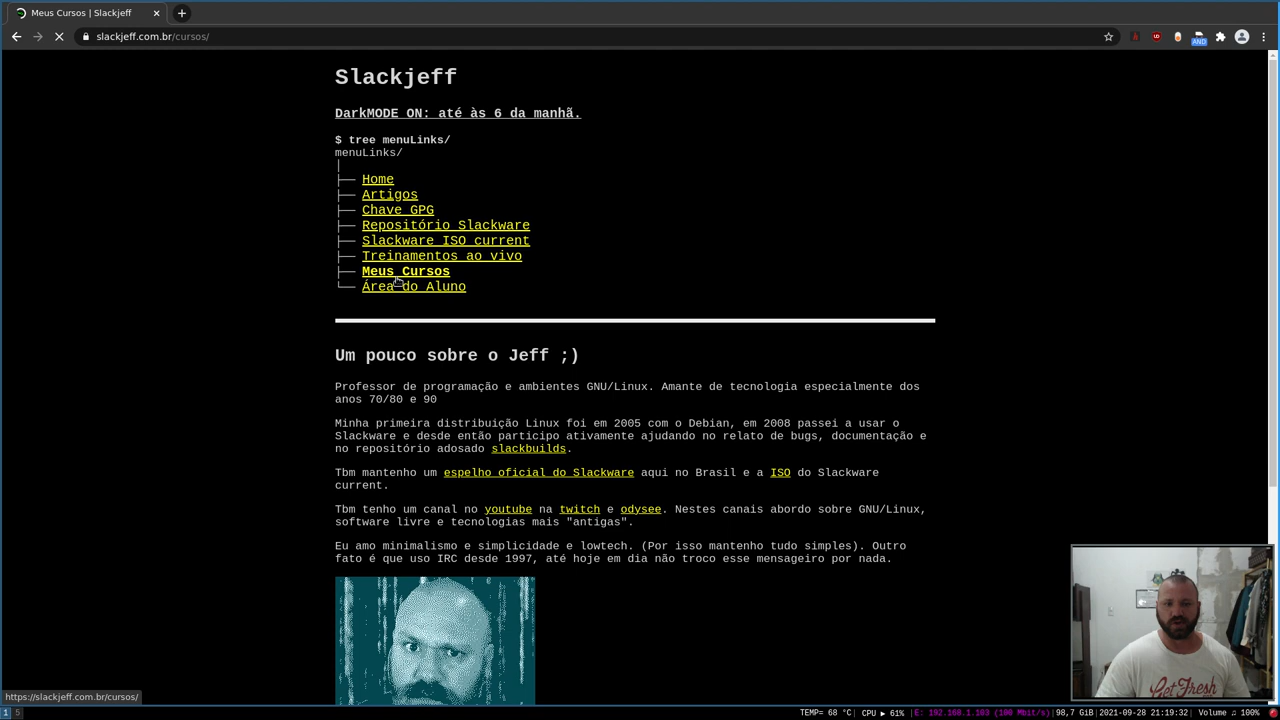 Meus Cursos | Slackjeff
slackjeff.com.br/cursos/
AND
Slackjeff
DarkMODE ON: até às 6 da manhã.
$ tree menuLinks/
menuLinks/
│
├── Home
├── Artigos
├── Chave GPG
├── Repositório Slackware
├── Slackware ISO current
├── Treinamentos ao vivo
├── Meus Cursos
└── Área do Aluno
Um pouco sobre o Jeff ;)
Professor de programação e ambientes GNU/Linux. Amante de tecnologia especialmente dos
anos 70/80 e 90
Minha primeira distribuição Linux foi em 2005 com o Debian, em 2008 passei a usar o
Slackware e desde então participo ativamente ajudando no relato de bugs, documentação e
no repositório adosado slackbuilds.
Tbm mantenho um espelho oficial do Slackware aqui no Brasil e a ISO do Slackware
current.
Tbm tenho um canal no youtube na twitch e odysee. Nestes canais abordo sobre GNU/Linux,
software livre e tecnologias mais "antigas".
Eu amo minimalismo e simplicidade e lowtech. (Por isso mantenho tudo simples). Outro
fato é que uso IRC desde 1997, até hoje em dia não troco esse mensageiro por nada.
Get Fresh
https://slackjeff.com.br/cursos/
1 5
TEMP= 68 °C| CPU ▶ 61% |E: 192.168.1.103 (100 Mbit/s)|98,7 GiB|2021-09-28 21:19:32| Volume ♫ 100%